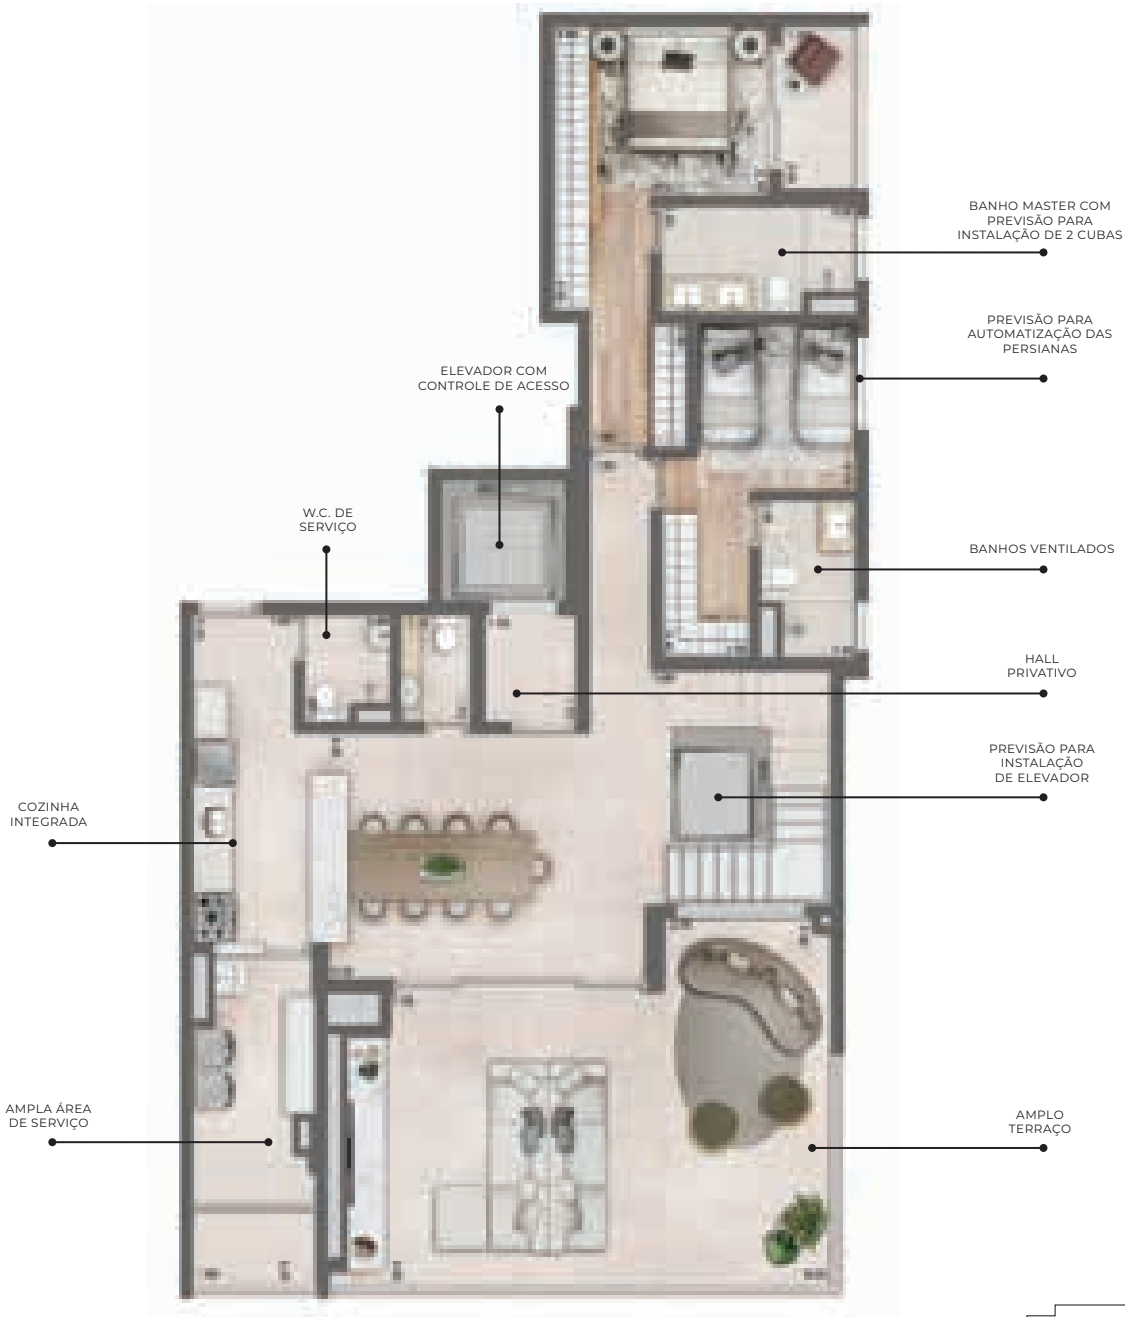 BANHO MASTER COM
PREVISÃO PARA
INSTALAÇÃO DE 2 CUBAS
PREVISÃO PARA
AUTOMATIZAÇÃO DAS
PERSIANAS
ELEVADOR COM
CONTROLE DE ACESSO
W.C. DE
SERVIÇO
BANHOS VENTILADOS
HALL
PRIVATIVO
PREVISÃO PARA
INSTALAÇÃO
DE ELEVADOR
COZINHA
INTEGRADA
AMPLA ÁREA
DE SERVIÇO
AMPLO
TERRAÇO